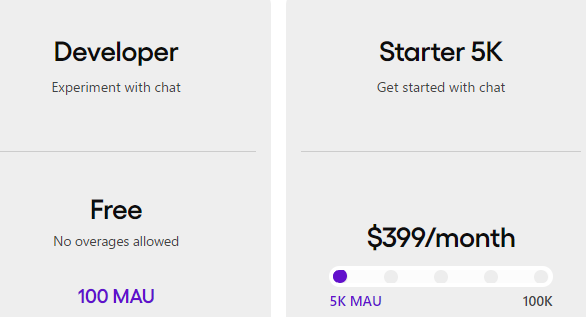 Developer
Experiment with chat
Free
No overages allowed
100 MAU
Starter 5K
Get started with chat
$399/month
5K MAU
100K